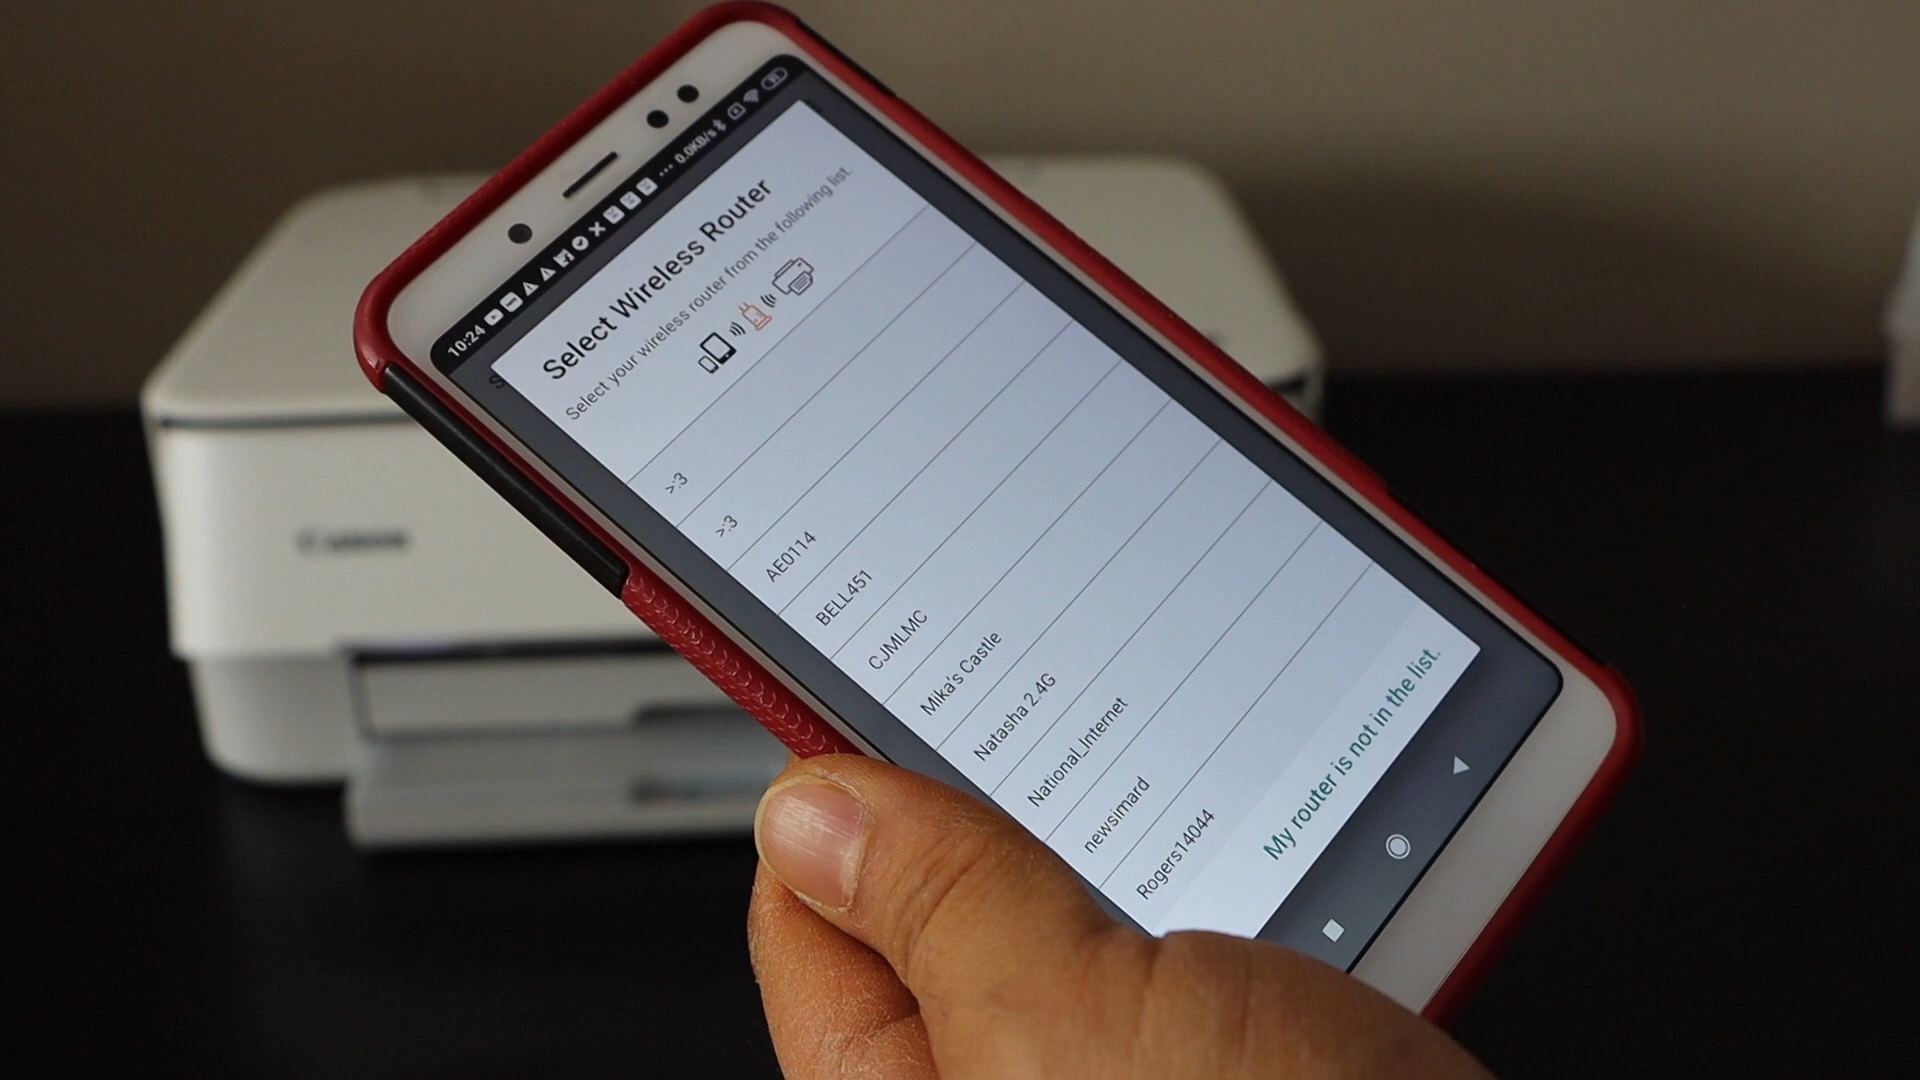 10:24
0.0KB/s
Select Wireless Router
Select your wireless router from the following list.
>:3
>:3
AE0114
BELL451
CJMLMC
Mika's Castle
Natasha 2.4G
National_Internet
newsimard
Rogers14044
My router is not in the list.
Canon